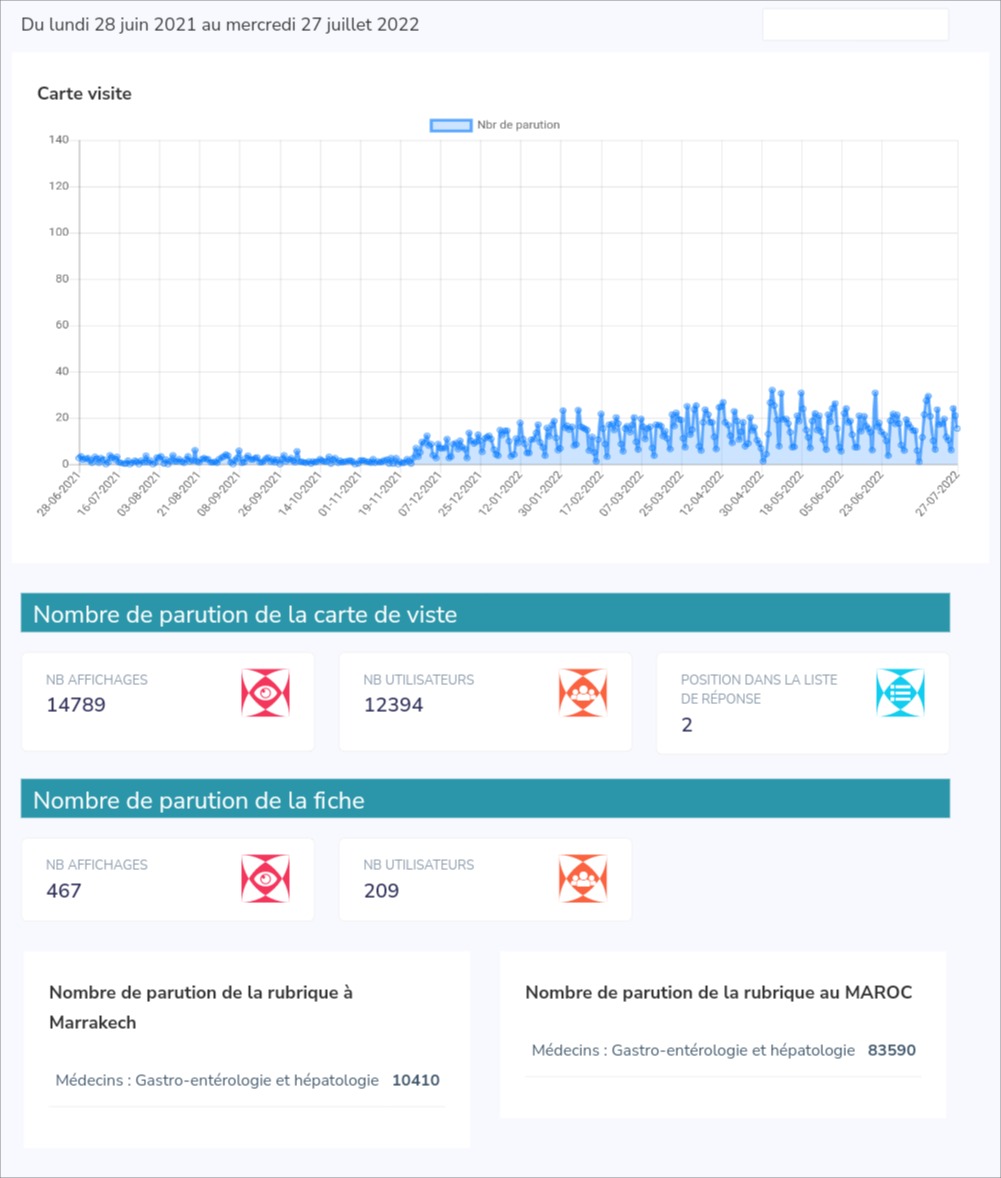 Du lundi 28 juin 2021 au mercredi 27 juillet 2022
Carte visite
Nbr de parution
140
120
100
80
60
40
20
0
28-06-2021
16-07-2021
03-08-2021
21-08-2021
08-09-2021
26-09-2021
14-10-2021
01-11-2021
19-11-2021
07-12-2021
25-12-2021
12-01-2022
30-01-2022
17-02-2022
07-03-2022
25-03-2022
12-04-2022
30-04-2022
18-05-2022
05-06-2022
23-06-2022
27-07-2022
Nombre de parution de la carte de viste
NB AFFICHAGES
14789
NB UTILISATEURS
12394
POSITION DANS LA LISTE
DE RÉPONSE
2
Nombre de parution de la fiche
NB AFFICHAGES
467
NB UTILISATEURS
209
Nombre de parution de la rubrique à
Marrakech
Médecins : Gastro-entérologie et hépatologie 10410
Nombre de parution de la rubrique au MAROC
Médecins : Gastro-entérologie et hépatologie 83590